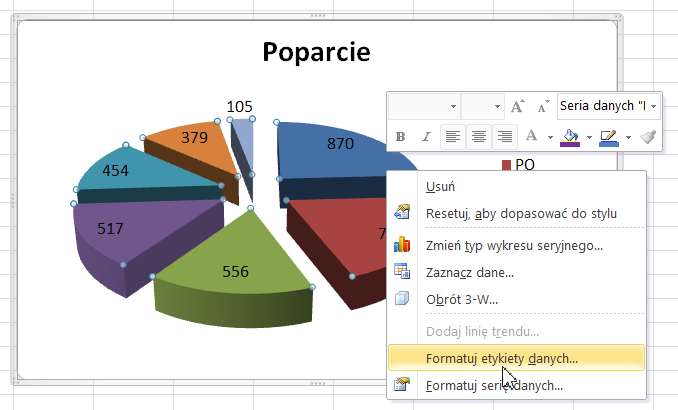 Poparcie
105
Seria danych "I
379
870
A A
B I A
PO
454
Usuń
Resetuj, aby dopasować do stylu
517
7
Zmień typ wykresu seryjnego...
556
Zaznacz dane...
Obrót 3-W...
Dodaj linię trendu...
Formatuj etykiety danych...
Formatuj serię danych...